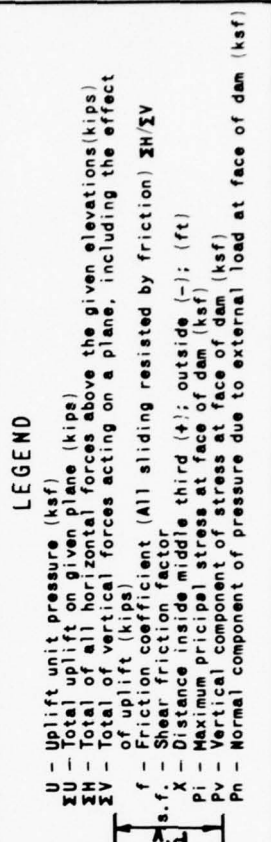 LEGEND
U – Uplift unit pressure (ksf)
ΣU – Total uplift on given plane (kips)
ΣH – Total of all horizontal forces above the given elevations(kips)
ΣV – Total of vertical forces acting on a plane, including the effect
of uplift (kips)
f – Friction coefficient (All sliding resisted by friction) ΣH/ΣV
s.f. – Shear friction factor
X – Distance inside middle third (+); outside (-); (ft)
Pi – Maximum pricipal stress at face of dam (ksf)
Pv – Vertical component of stress at face of dam (ksf)
Pn – Normal component of pressure due to external load at face of dam (ksf)